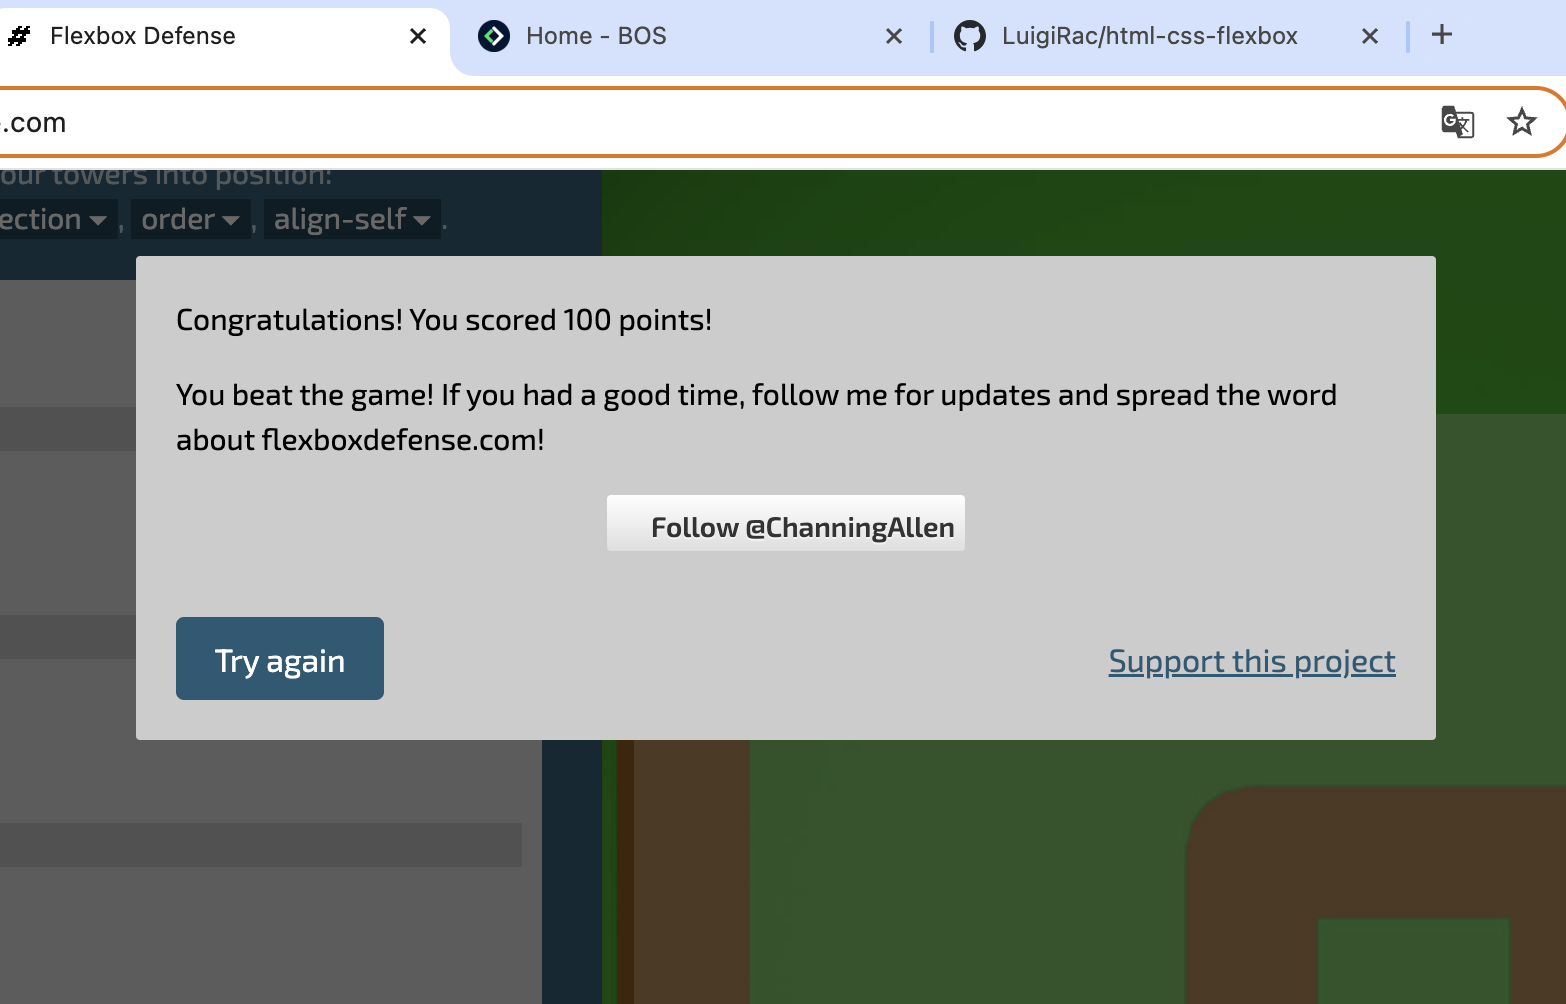 Flexbox Defense
Home - BOS
LuigiRac/html-css-flexbox
.com
our towers into position:
ection, order, align-self.
Congratulations! You scored 100 points!
You beat the game! If you had a good time, follow me for updates and spread the word
about flexboxdefense.com!
Follow @ChanningAllen
Try again
Support this project